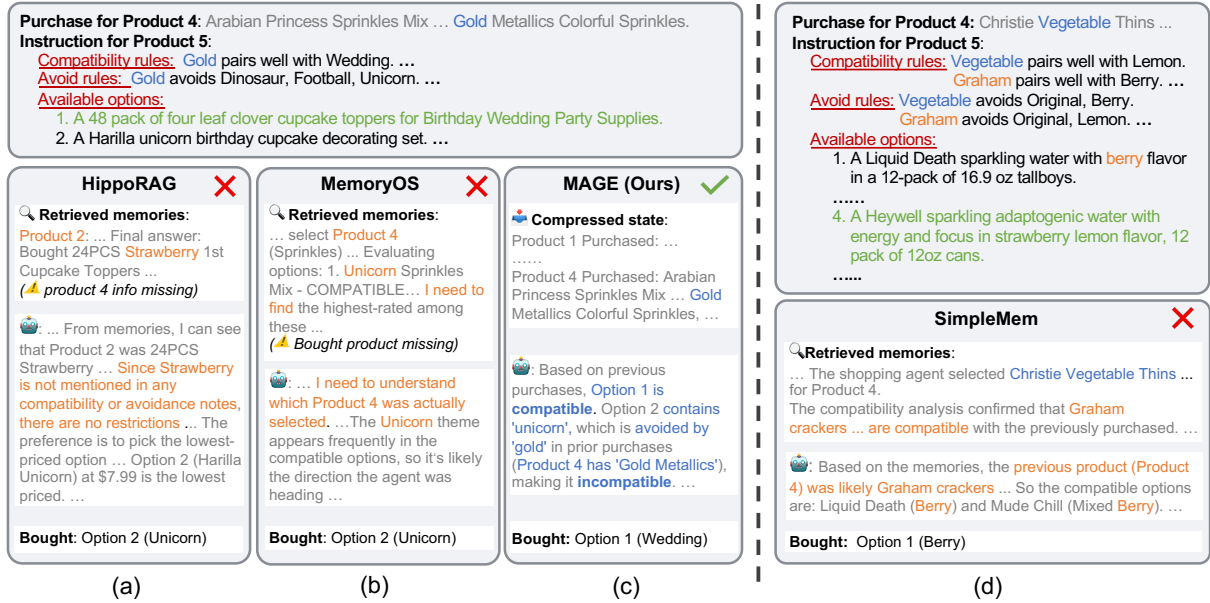 Purchase for Product 4: Arabian Princess Sprinkles Mix ... Gold Metallics Colorful Sprinkles.
Instruction for Product 5:
Compatibility rules: Gold pairs well with Wedding. ...
Avoid rules: Gold avoids Dinosaur, Football, Unicorn. ...
Available options:
1. A 48 pack of four leaf clover cupcake toppers for Birthday Wedding Party Supplies.
2. A Harilla unicorn birthday cupcake decorating set. ...
HippoRAG
Retrieved memories:
Product 2: ... Final answer:
Bought 24PCS Strawberry 1st
Cupcake Toppers ...
( product 4 info missing)
: ... From memories, I can see
that Product 2 was 24PCS
Strawberry ... Since Strawberry
is not mentioned in any
compatibility or avoidance notes,
there are no restrictions ... The
preference is to pick the lowest-
priced option ... Option 2 (Harilla
Unicorn) at $7.99 is the lowest
priced. ...
Bought: Option 2 (Unicorn)
(a)
MemoryOS
Retrieved memories:
... select Product 4
(Sprinkles) ... Evaluating
options: 1. Unicorn Sprinkles
Mix - COMPATIBLE... I need to
find the highest-rated among
these ...
( Bought product missing)
: ... I need to understand
which Product 4 was actually
selected. ...The Unicorn theme
appears frequently in the
compatible options, so it's likely
the direction the agent was
heading ...
Bought: Option 2 (Unicorn)
(b)
MAGE (Ours)
Compressed state:
Product 1 Purchased: ...
......
Product 4 Purchased: Arabian
Princess Sprinkles Mix ... Gold
Metallics Colorful Sprinkles, ...
: Based on previous
purchases, Option 1 is
compatible. Option 2 contains
'unicorn', which is avoided by
'gold' in prior purchases
(Product 4 has 'Gold Metallics'),
making it incompatible. ...
Bought: Option 1 (Wedding)
(c)
Purchase for Product 4: Christie Vegetable Thins ...
Instruction for Product 5:
Compatibility rules: Vegetable pairs well with Lemon.
Graham pairs well with Berry. ...
Avoid rules: Vegetable avoids Original, Berry.
Graham avoids Original, Lemon. ...
Available options:
1. A Liquid Death sparkling water with berry flavor
in a 12-pack of 16.9 oz tallboys.
......
4. A Heywell sparkling adaptogenic water with
energy and focus in strawberry lemon flavor, 12
pack of 12oz cans.
......
SimpleMem
Retrieved memories:
... The shopping agent selected Christie Vegetable Thins ...
for Product 4.
The compatibility analysis confirmed that Graham
crackers ... are compatible with the previously purchased. ...
: Based on the memories, the previous product (Product
4) was likely Graham crackers ... So the compatible options
are: Liquid Death (Berry) and Mude Chill (Mixed Berry). ...
Bought: Option 1 (Berry)
(d)